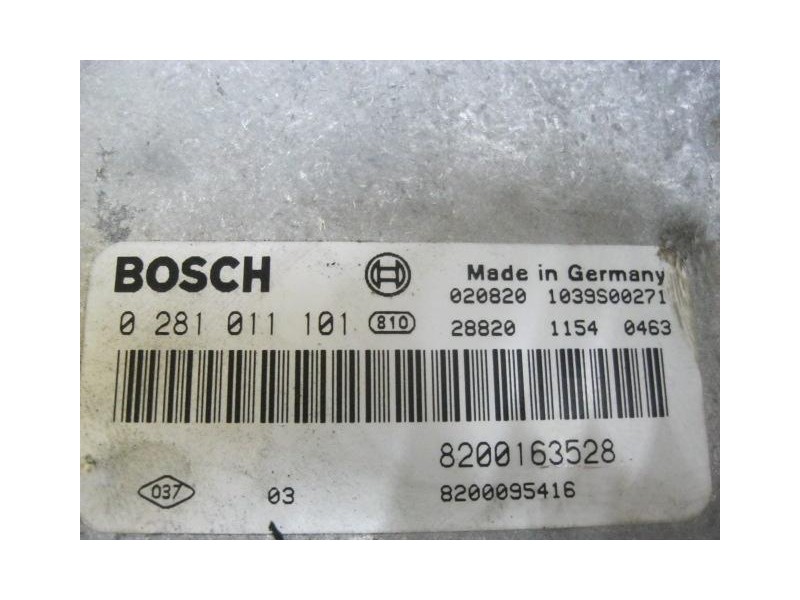 BOSCH
Made in Germany
020820 1039S00271
0 281 011 101 810
28820 1154 0463
8200163528
037 03 8200095416